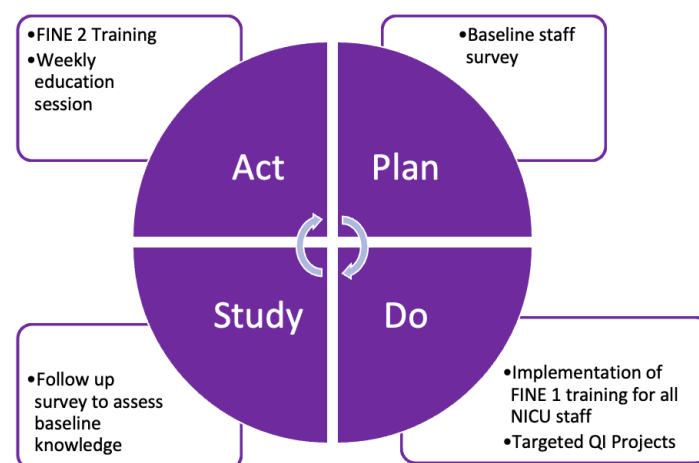 •FINE 2 Training
•Weekly
education
session
•Baseline staff
survey
Act
Plan
Study
Do
•Follow up
survey to assess
baseline
knowledge
•Implementation of
FINE 1 training for all
NICU staff
•Targeted QI Projects